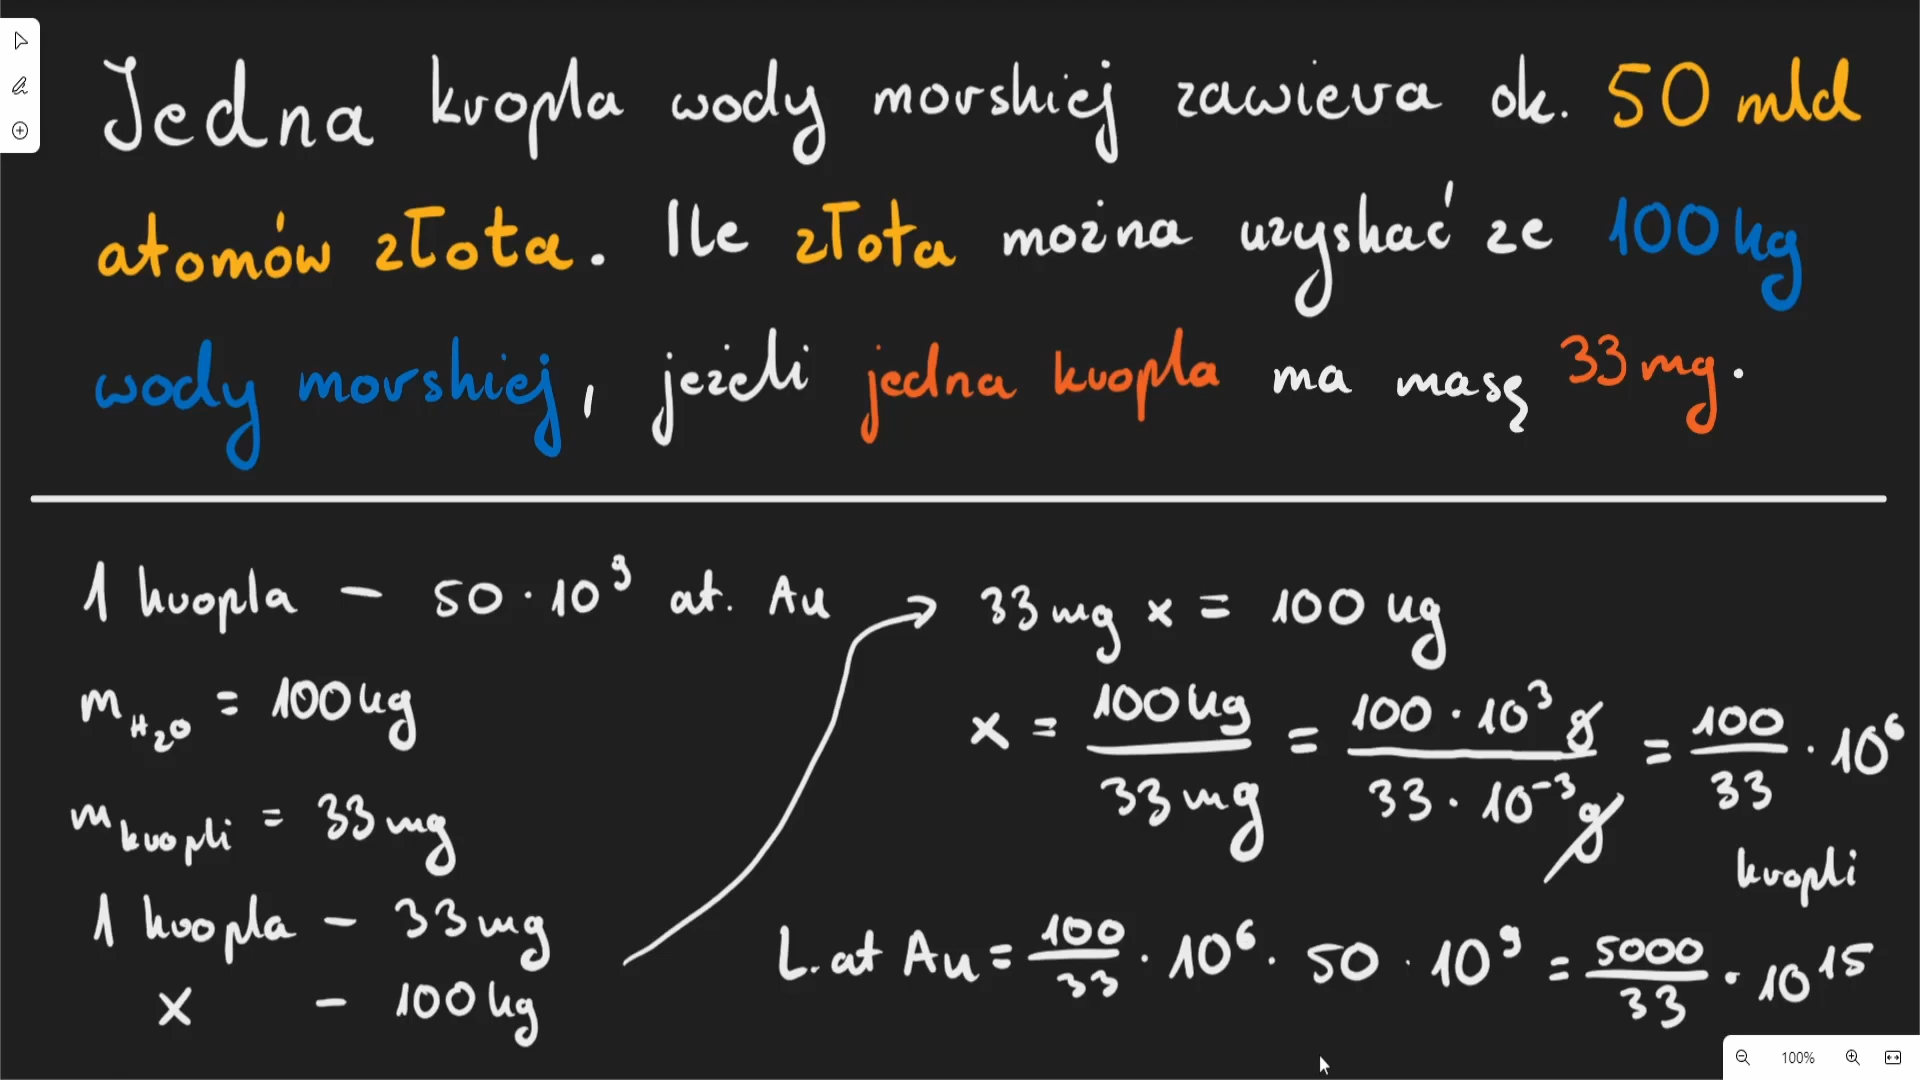 Jedna kropla wody morskiej zawiera ok. 50 mld
atomów złota. Ile złota można uzyskać ze 100 kg
wody morskiej, jeżeli jedna kropla ma masę 33 mg.
1 kropla – 50 · 10⁹ at. Au
m_H₂O = 100 kg
m_kropli = 33 mg
1 kropla – 33 mg
x – 100 kg
33 mg x = 100 kg
x = 100 kg / 33 mg = 100 · 10³ g / 33 · 10⁻³ g = 100/33 · 10⁶
kropli
L. at Au = 100/33 · 10⁶ · 50 · 10⁹ = 5000/33 · 10¹⁵
100%